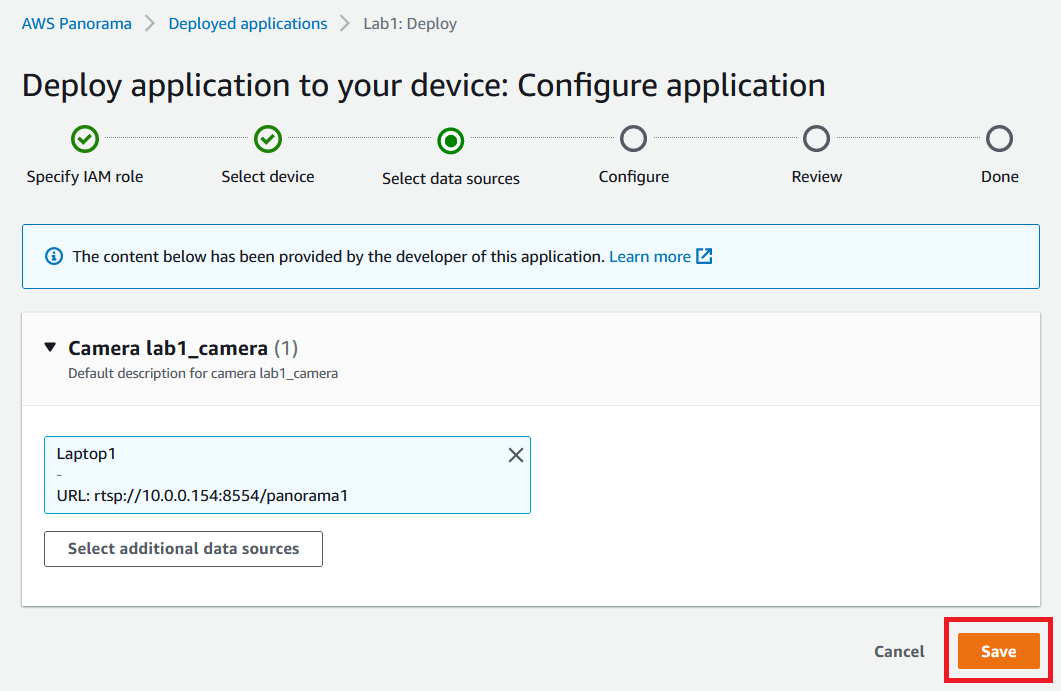 AWS Panorama > Deployed applications > Lab1: Deploy
Deploy application to your device: Configure application
Specify IAM role
Select device
Select data sources
Configure
Review
Done
The content below has been provided by the developer of this application. Learn more
Camera lab1_camera (1)
Default description for camera lab1_camera
Laptop1
-
URL: rtsp://10.0.0.154:8554/panorama1
Select additional data sources
Cancel
Save